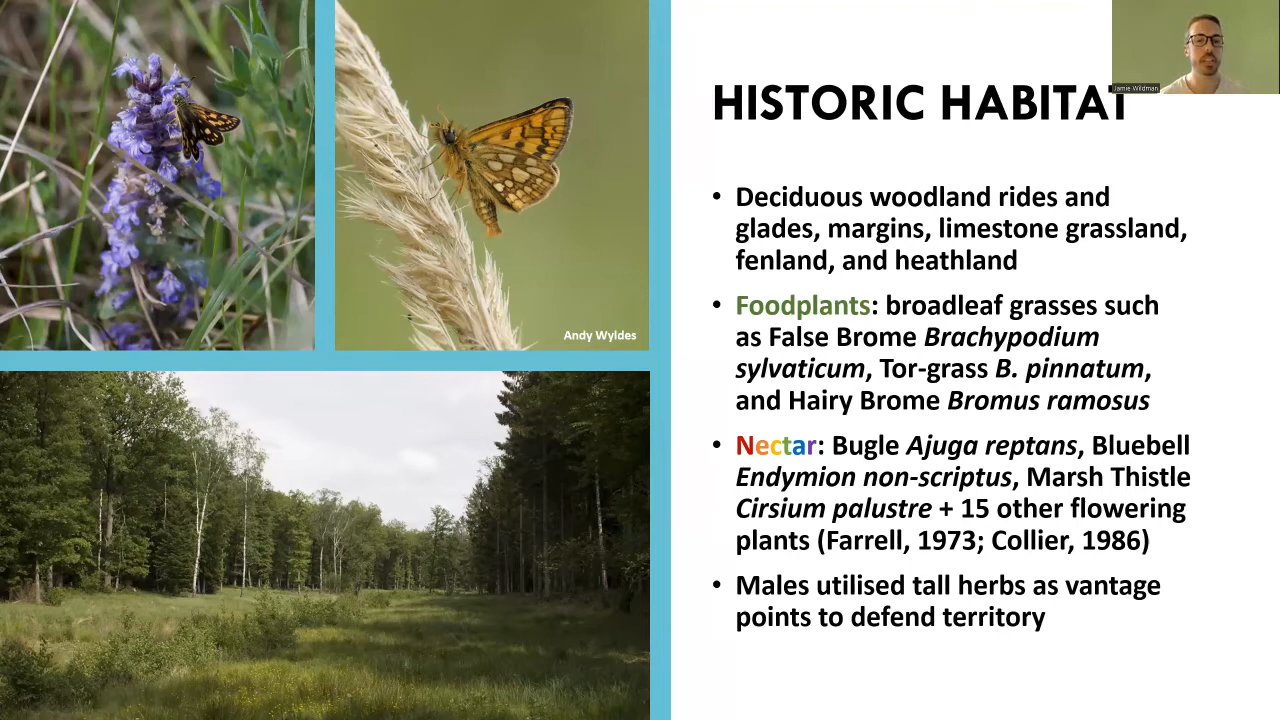 Jamie Wildman
HISTORIC HABITAT
• Deciduous woodland rides and
glades, margins, limestone grassland,
fenland, and heathland
• Foodplants: broadleaf grasses such
as False Brome Brachypodium
sylvaticum, Tor-grass B. pinnatum,
and Hairy Brome Bromus ramosus
• Nectar: Bugle Ajuga reptans, Bluebell
Endymion non-scriptus, Marsh Thistle
Cirsium palustre + 15 other flowering
plants (Farrell, 1973; Collier, 1986)
• Males utilised tall herbs as vantage
points to defend territory
Andy Wyldes